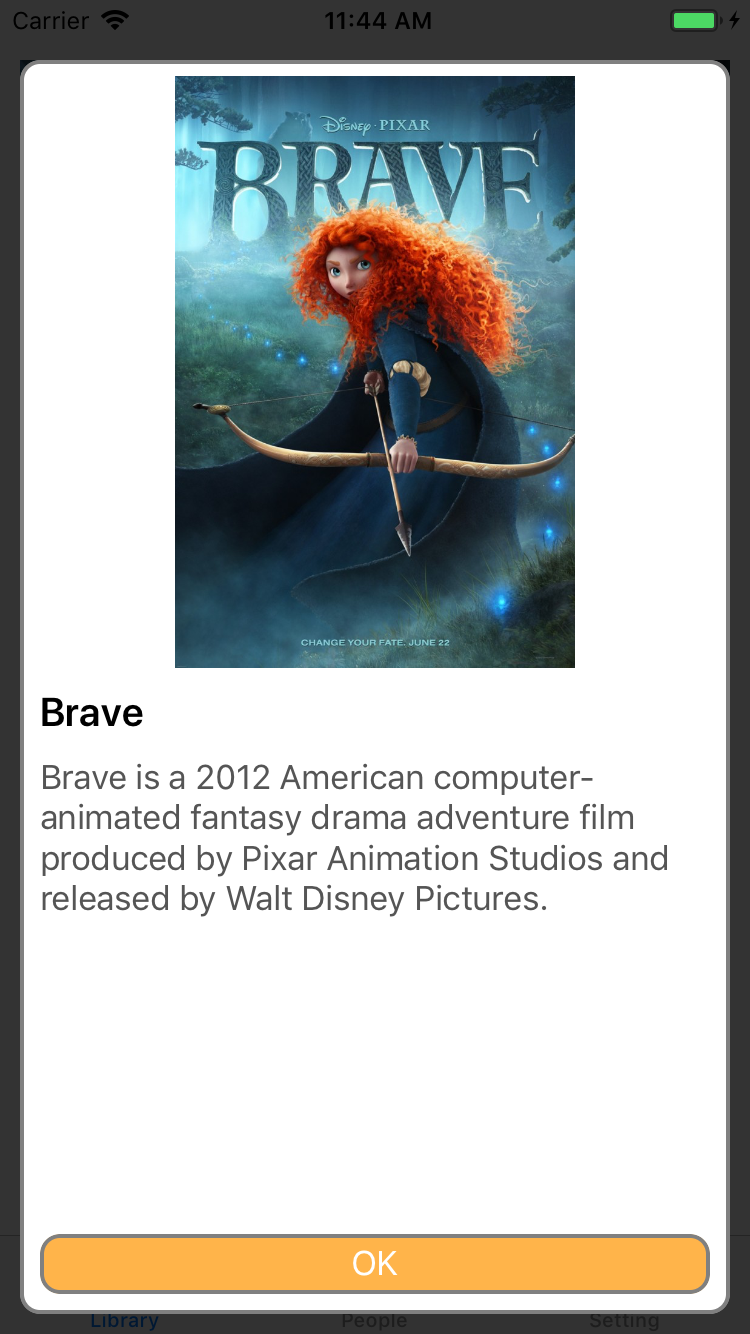 Carrier 11:44 AM
Disney · PIXAR
BRAVE
CHANGE YOUR FATE. JUNE 22
Brave
Brave is a 2012 American computer-
animated fantasy drama adventure film
produced by Pixar Animation Studios and
released by Walt Disney Pictures.
OK
Library People Setting